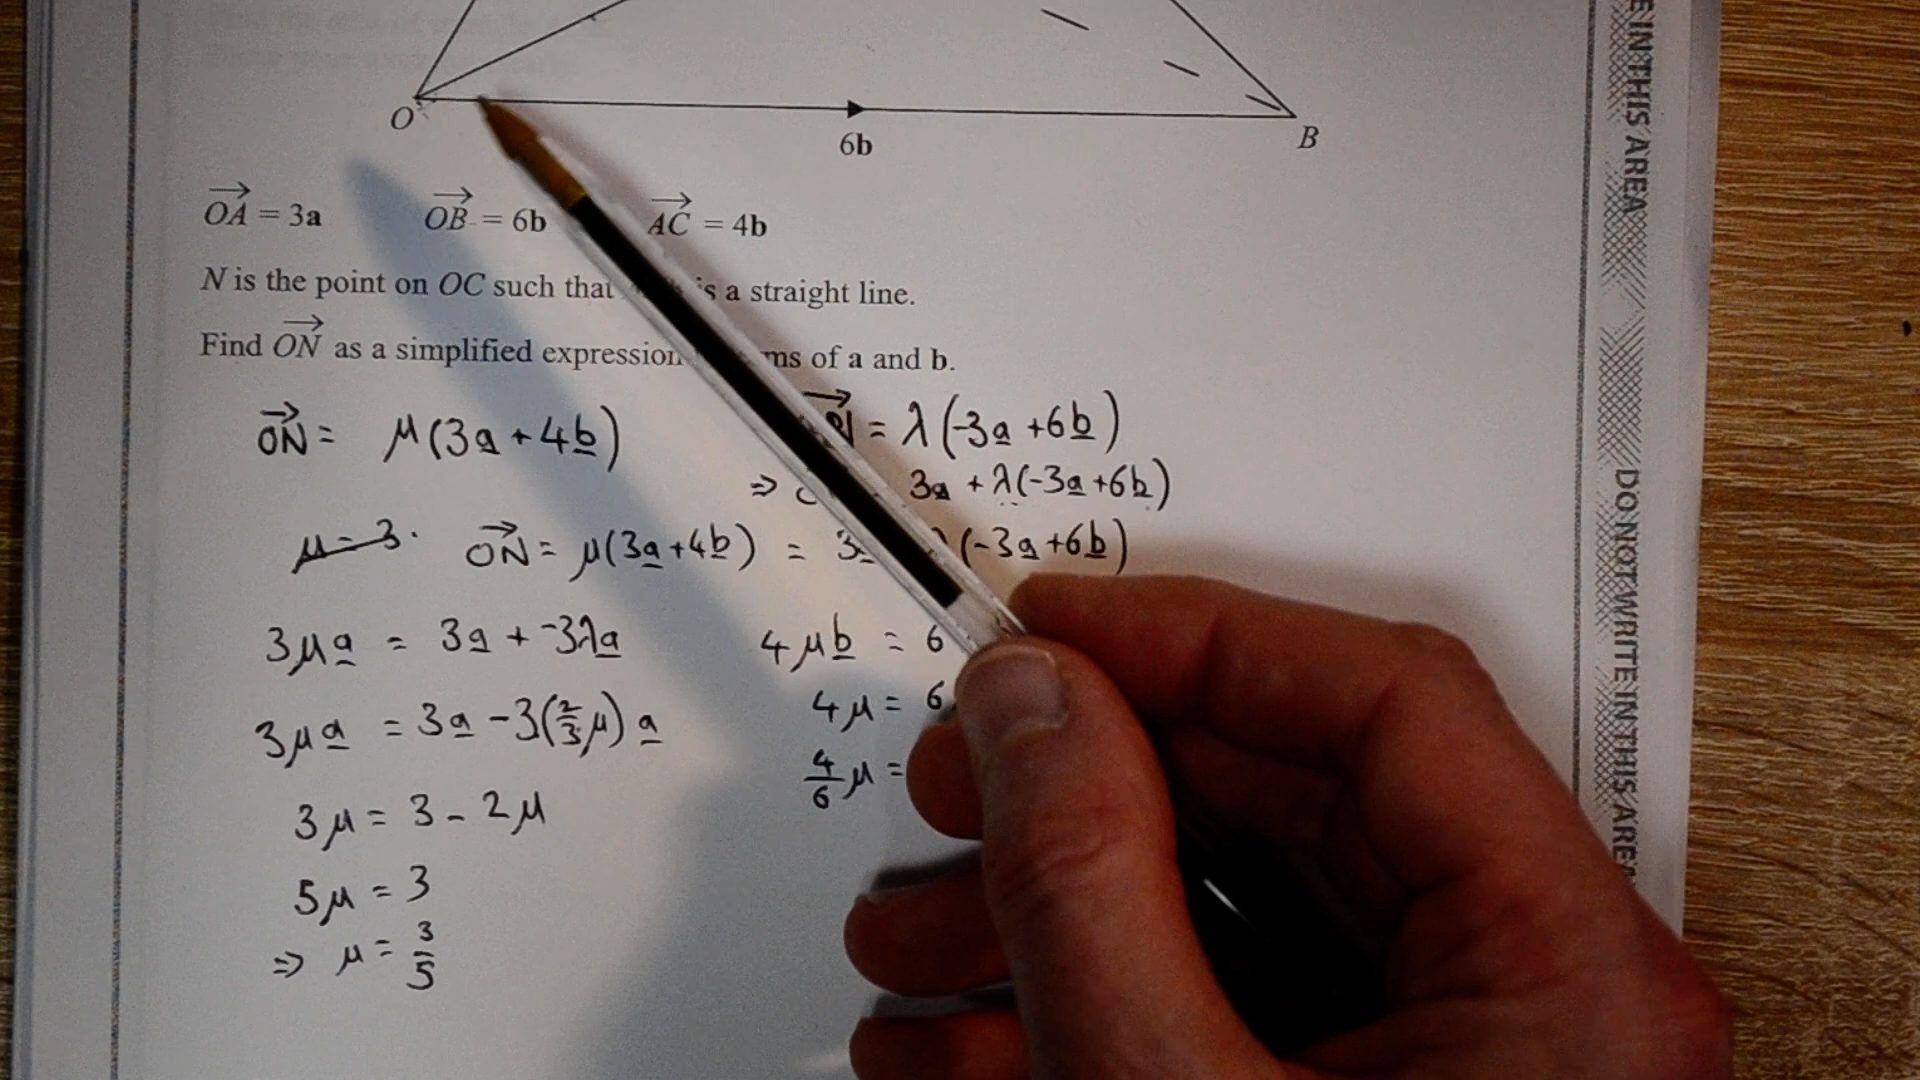 O
6b
B
OA = 3a OB = 6b AC = 4b
N is the point on OC such that is a straight line.
Find ON as a simplified expression of a and b.
ON = μ(3a + 4b) = λ(-3a + 6b)
⇒ 3a + λ(-3a + 6b)
μ = 3. ON = μ(3a + 4b) = 3 (-3a + 6b)
3μa = 3a + -3λa 4μb = 6
3μa = 3a - 3(2/3 μ)a 4μ = 6
3μ = 3 - 2μ 4/6 μ =
5μ = 3
⇒ μ = 3/5
E IN THIS AREA
DO NOT WRITE IN THIS AREA